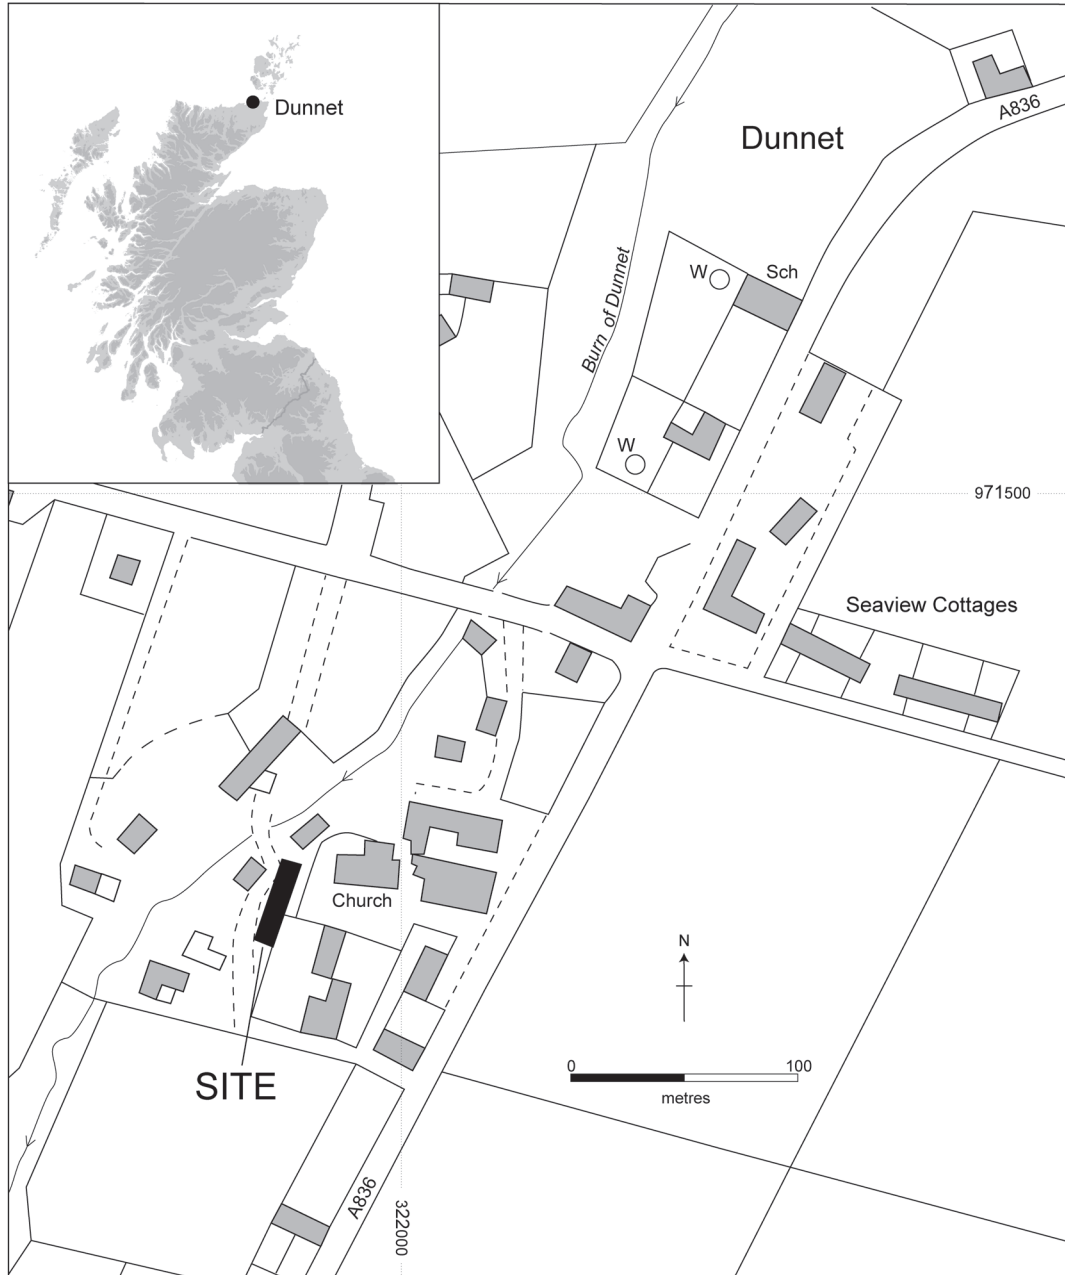 Dunnet
A836
Dunnet
W
Sch
Burn of Dunnet
W
971500
Seaview Cottages
Church
N
SITE
0 100
metres
A836
322000